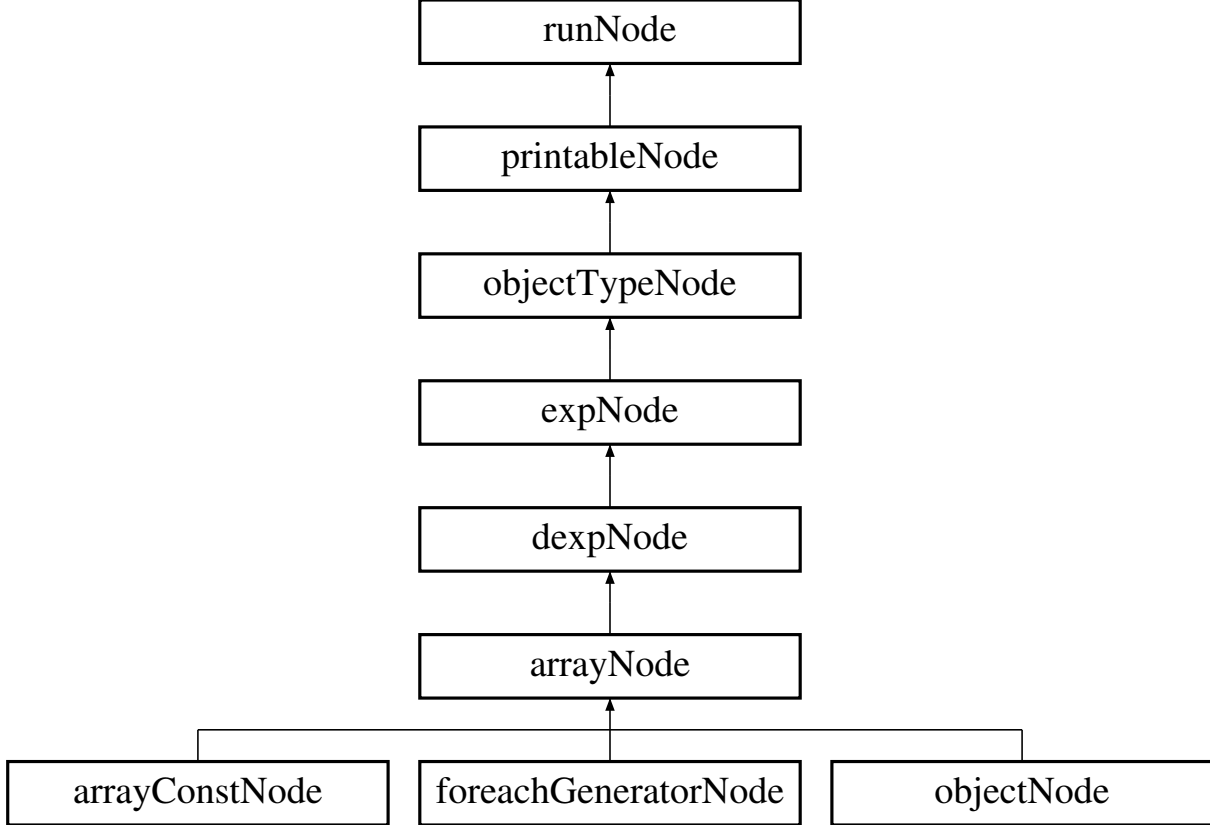 runNode
printableNode
objectTypeNode
expNode
dexpNode
arrayNode
arrayConstNode
foreachGeneratorNode
objectNode